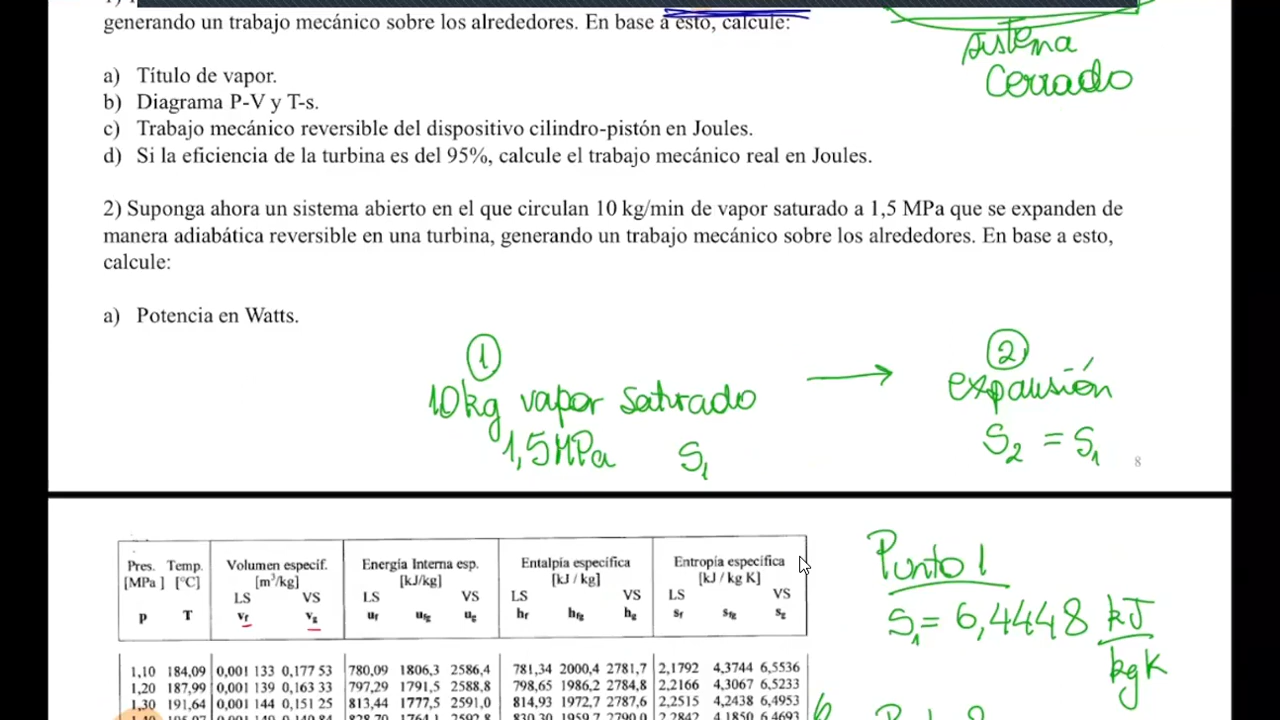 generando un trabajo mecánico sobre los alrededores. En base a esto, calcule:
sistema
cerrado
a) Título de vapor.
b) Diagrama P-V y T-s.
c) Trabajo mecánico reversible del dispositivo cilindro-pistón en Joules.
d) Si la eficiencia de la turbina es del 95%, calcule el trabajo mecánico real en Joules.
2) Suponga ahora un sistema abierto en el que circulan 10 kg/min de vapor saturado a 1,5 MPa que se expanden de
manera adiabática reversible en una turbina, generando un trabajo mecánico sobre los alrededores. En base a esto,
calcule:
a) Potencia en Watts.
1 2
10kg vapor saturado → expansión
1,5MPa S1 S2 = S1
8
Pres. Temp. Volumen especif. Energía Interna esp. Entalpía específica Entropía específica
[MPa] [°C] [m³/kg] [kJ/kg] [kJ / kg] [kJ / kg K]
LS VS LS VS LS VS LS VS
p T vf vg uf ufg ug hf hfg hg sf sfg sg
1,10 184,09 0,001 133 0,177 53 780,09 1806,3 2586,4 781,34 2000,4 2781,7 2,1792 4,3744 6,5536
1,20 187,99 0,001 139 0,163 33 797,29 1791,5 2588,8 798,65 1986,2 2784,8 2,2166 4,3067 6,5233
1,30 191,64 0,001 144 0,151 25 813,44 1777,5 2591,0 814,93 1972,7 2787,6 2,2515 4,2438 6,4953
Punto 1
S1 = 6,4448 kJ
kg K